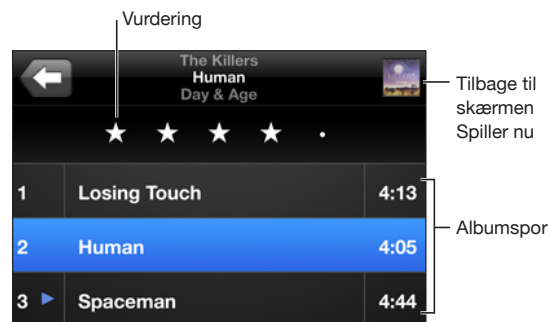 Vurdering
The Killers
Human
Day & Age
Tilbage til
skærmen
Spiller nu
1 Losing Touch 4:13
2 Human 4:05
3 Spaceman 4:44
Albumspor